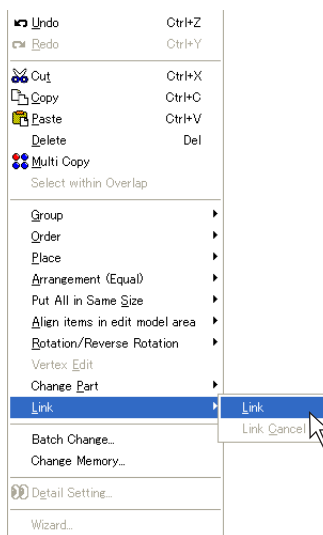 Undo Ctrl+Z
Redo Ctrl+Y
Cut Ctrl+X
Copy Ctrl+C
Paste Ctrl+V
Delete Del
Multi Copy
Select within Overlap
Group
Order
Place
Arrangement (Equal)
Put All in Same Size
Align items in edit model area
Rotation/Reverse Rotation
Vertex Edit
Change Part
Link Link
Link Cancel
Batch Change...
Change Memory...
Detail Setting...
Wizard...